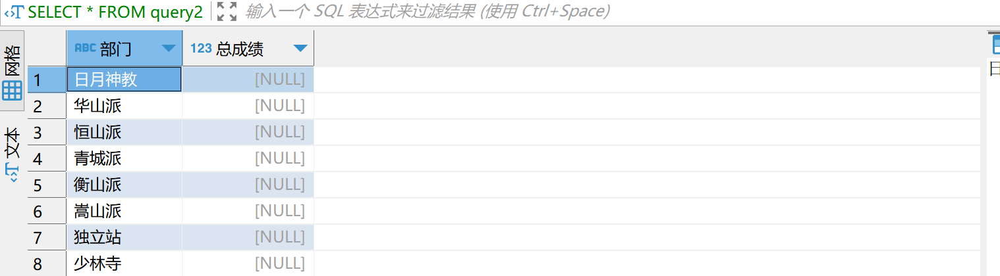 SELECT * FROM query2 输入一个 SQL 表达式来过滤结果 (使用 Ctrl+Space)
网格
文本
ABC 部门 123 总成绩
1 日月神教 [NULL]
2 华山派 [NULL]
3 恒山派 [NULL]
4 青城派 [NULL]
5 衡山派 [NULL]
6 嵩山派 [NULL]
7 独立站 [NULL]
8 少林寺 [NULL]